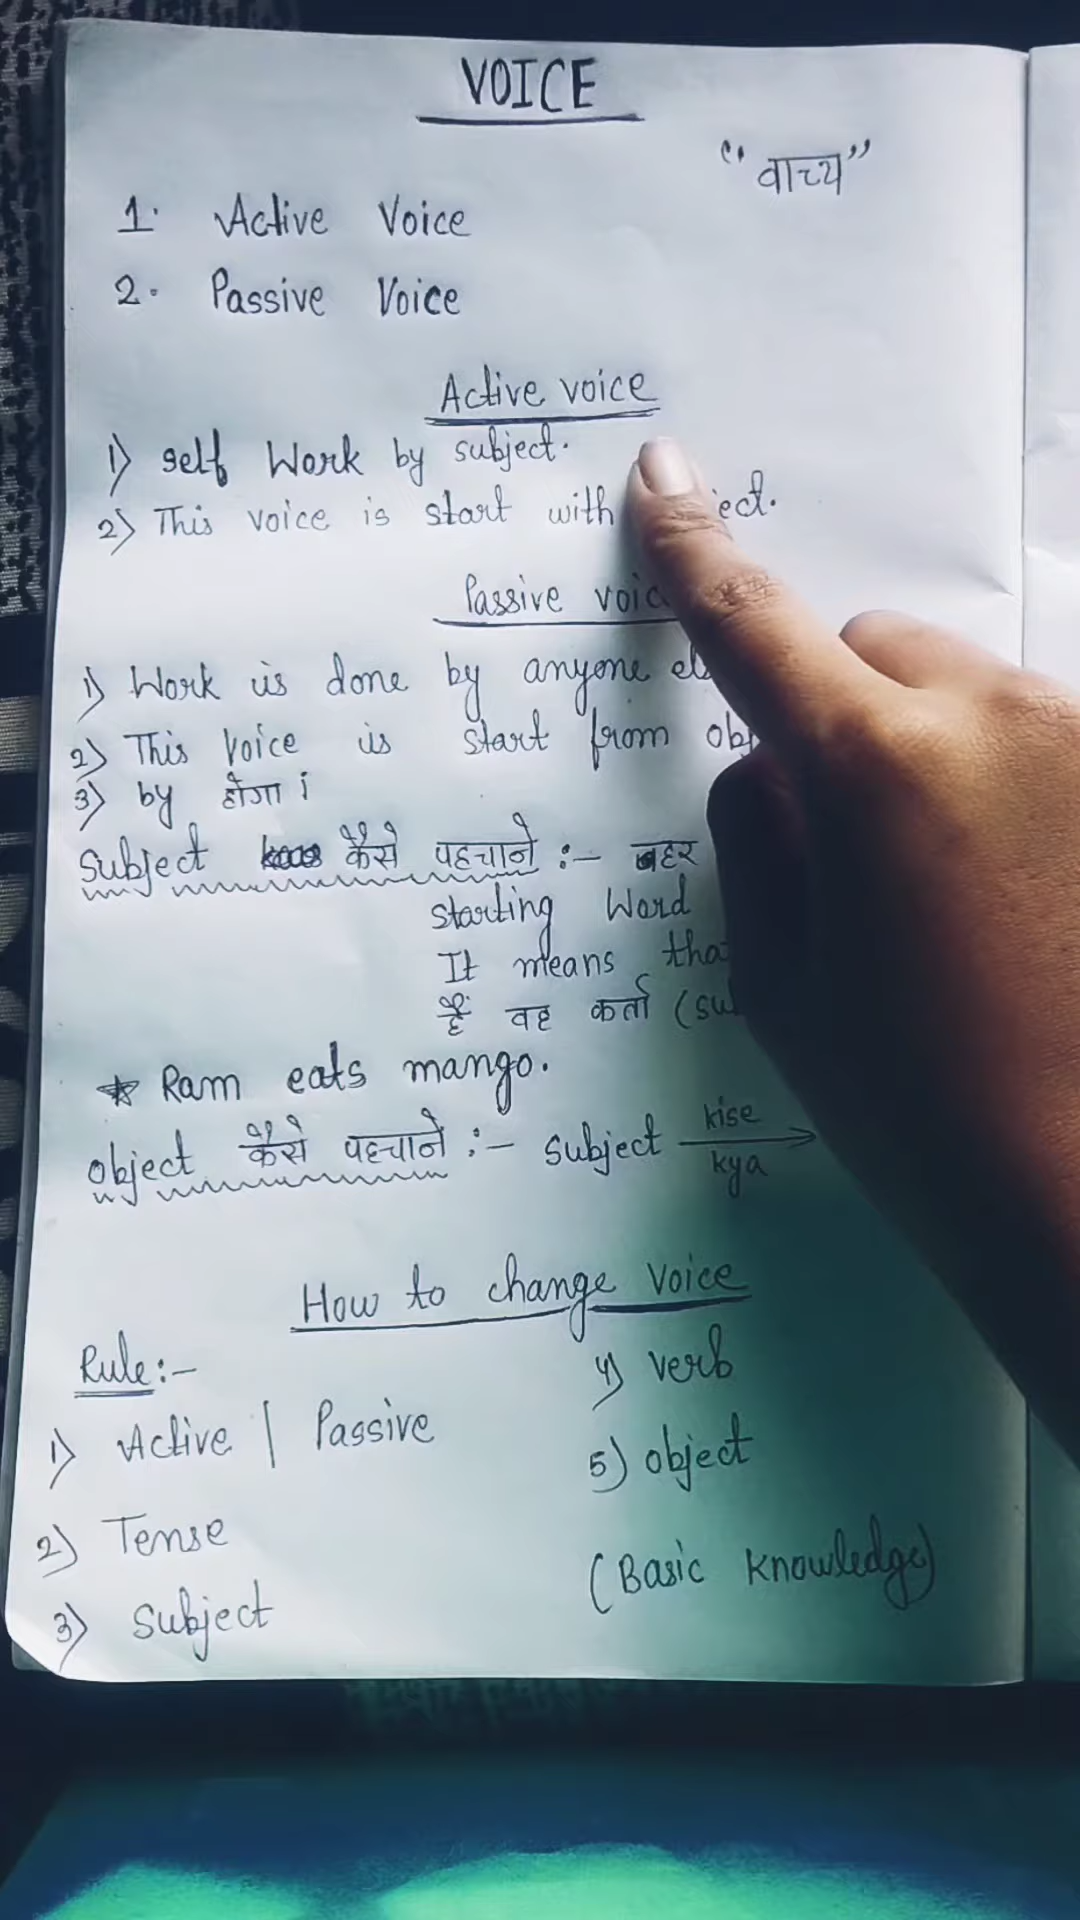 VOICE
"वाच्य"
1. Active Voice
2. Passive Voice
Active voice
1) self Work by subject.
2) This voice is start with
Passive
1) Work is done by anyone
2) This Voice is start from
3) by होगा ।
Subject कैसे पहचाने :- हर
starting Word
It means
है वह कर्ता
★ Ram eats mango.
object कैसे पहचाने :- subject kise kya →
How to change Voice
Rule :-
1) Active | Passive
2) Tense
3) Subject
4) verb
5) object
(Basic knowledge)